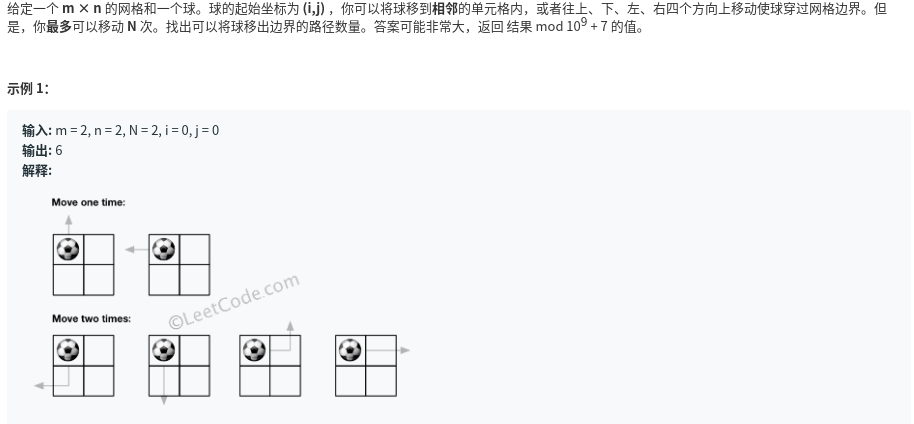 给定一个 m × n 的网格和一个球。球的起始坐标为 (i,j) ，你可以将球移到相邻的单元格内，或者往上、下、左、右四个方向上移动使球穿过网格边界。但
是，你最多可以移动 N 次。找出可以将球移出边界的路径数量。答案可能非常大，返回 结果 mod 10⁹ + 7 的值。
示例 1：
输入: m = 2, n = 2, N = 2, i = 0, j = 0
输出: 6
解释:
Move one time:
©LeetCode.com
Move two times: